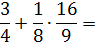 3/4 + 1/8 · 16/9 =